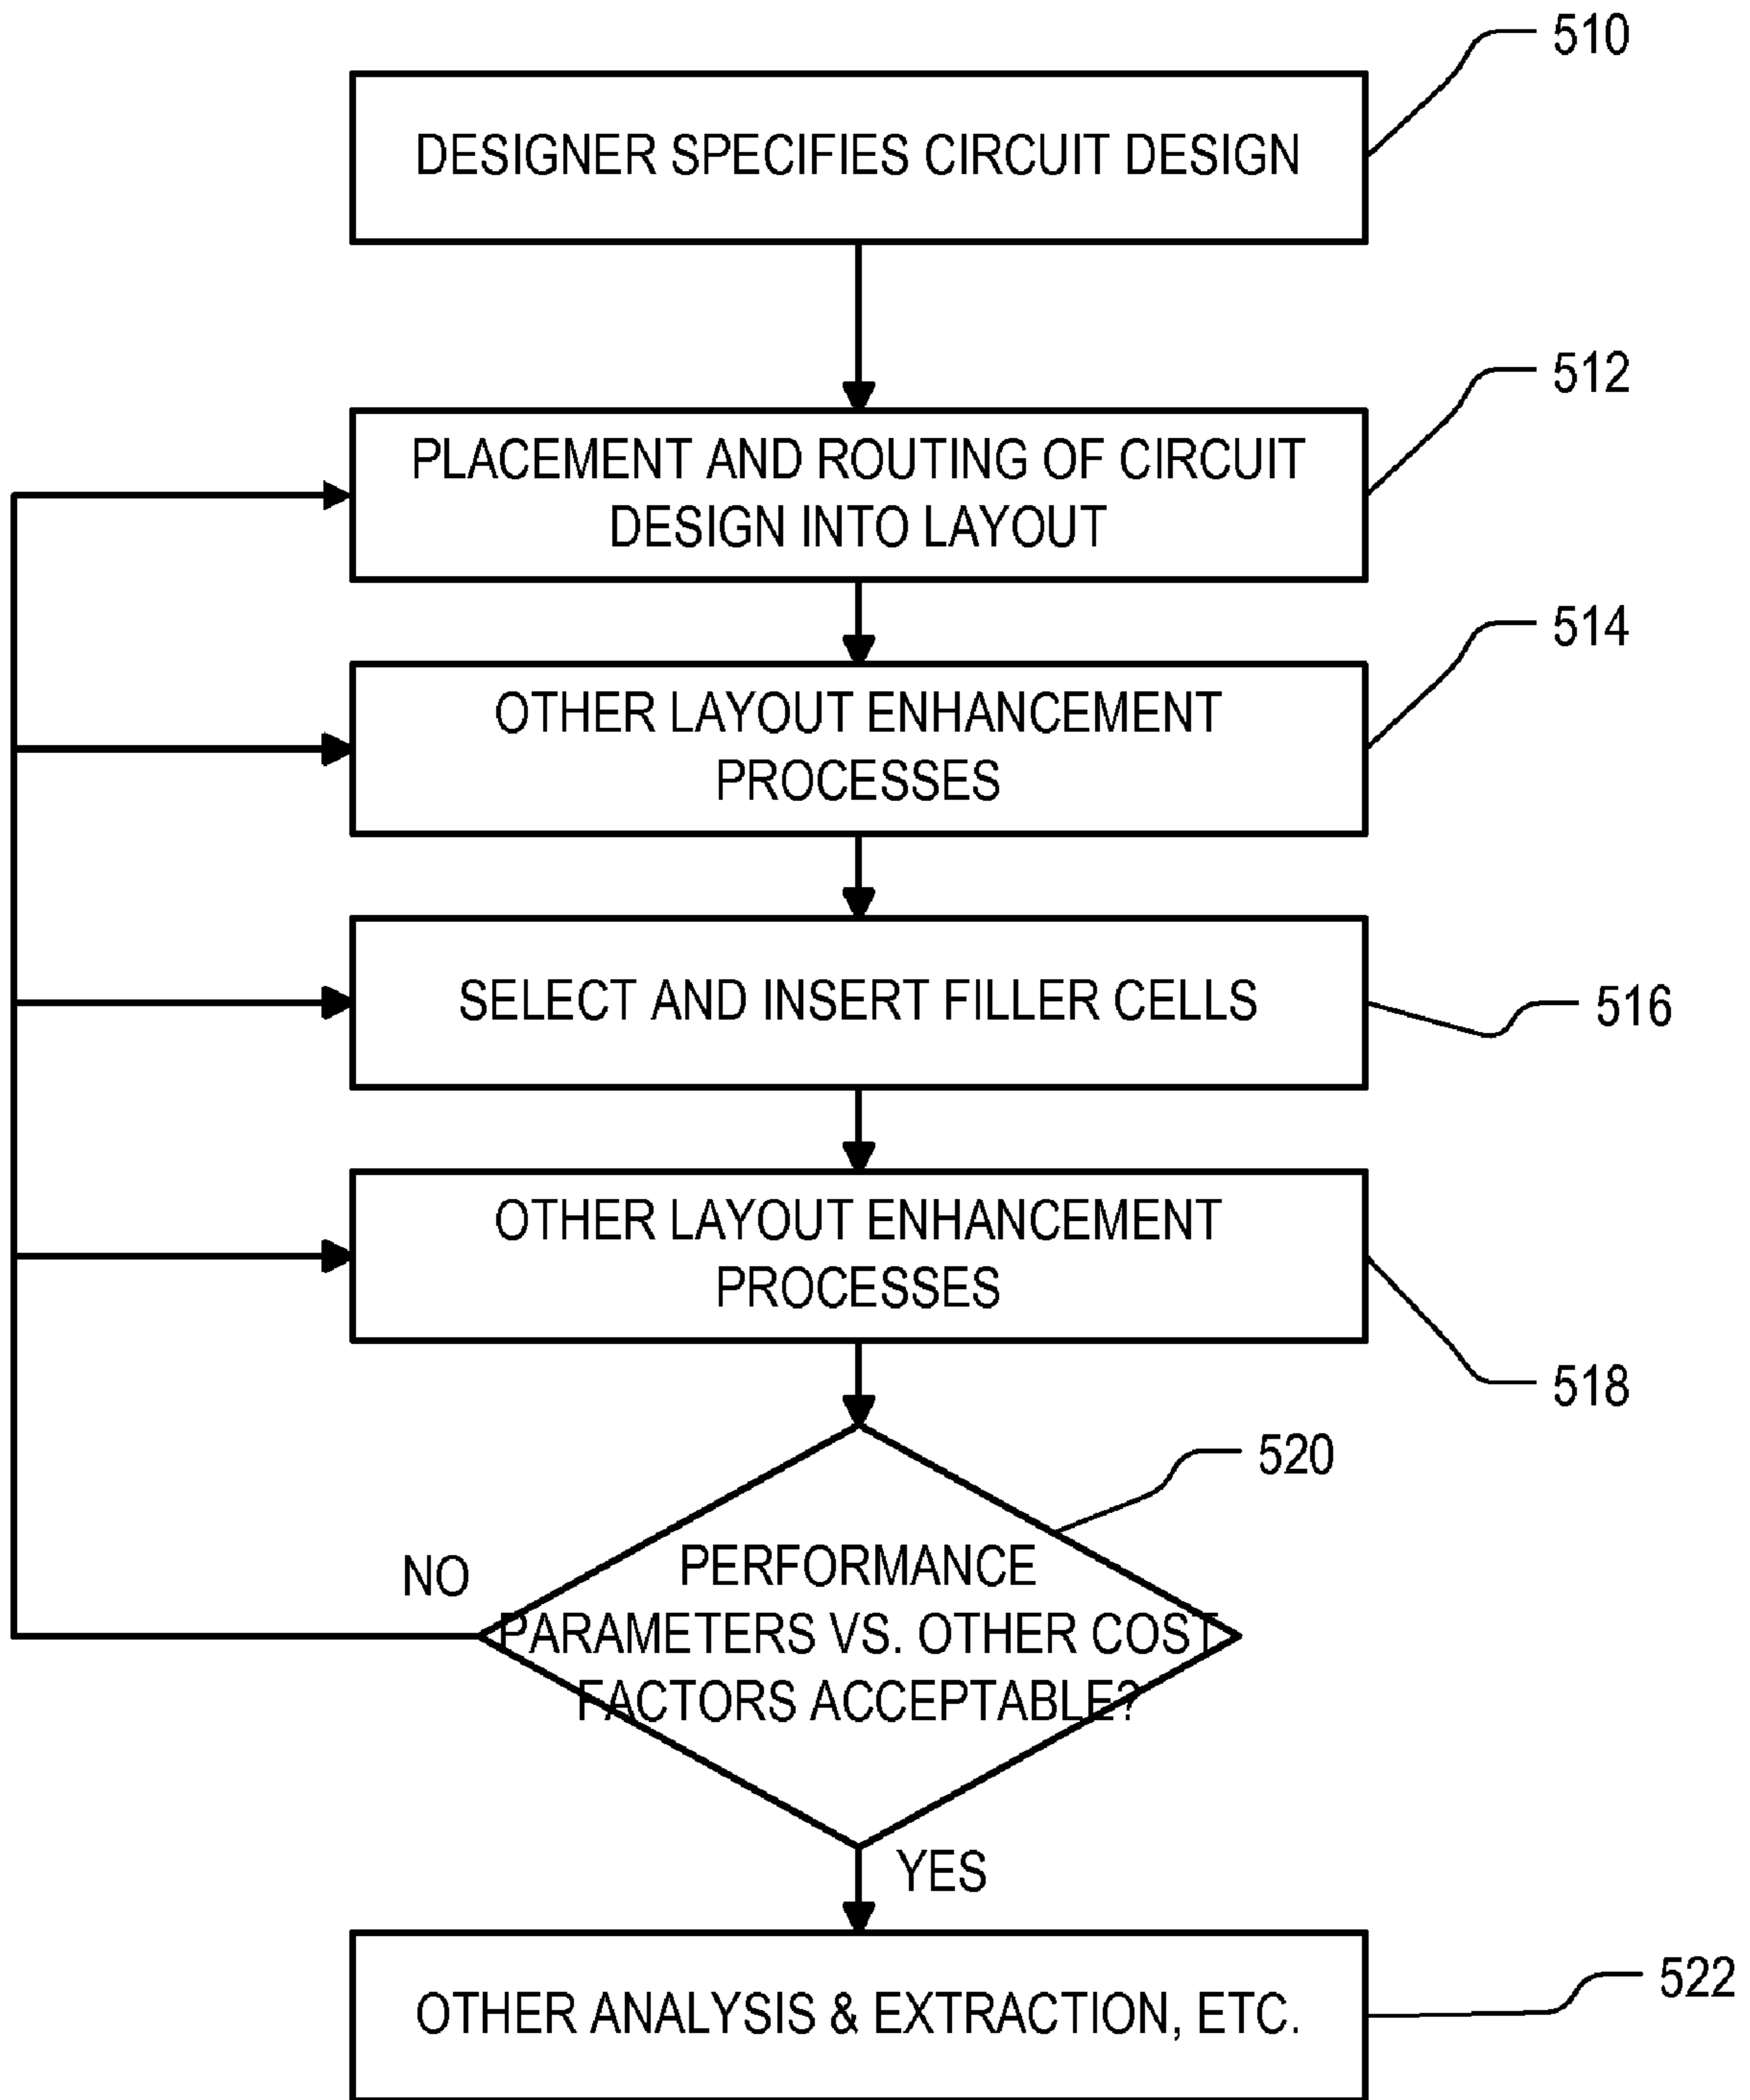 510
DESIGNER SPECIFIES CIRCUIT DESIGN
512
PLACEMENT AND ROUTING OF CIRCUIT
DESIGN INTO LAYOUT
514
OTHER LAYOUT ENHANCEMENT
PROCESSES
SELECT AND INSERT FILLER CELLS
516
OTHER LAYOUT ENHANCEMENT
PROCESSES
518
520
NO
PERFORMANCE
PARAMETERS VS. OTHER COST
FACTORS ACCEPTABLE?
YES
522
OTHER ANALYSIS & EXTRACTION, ETC.